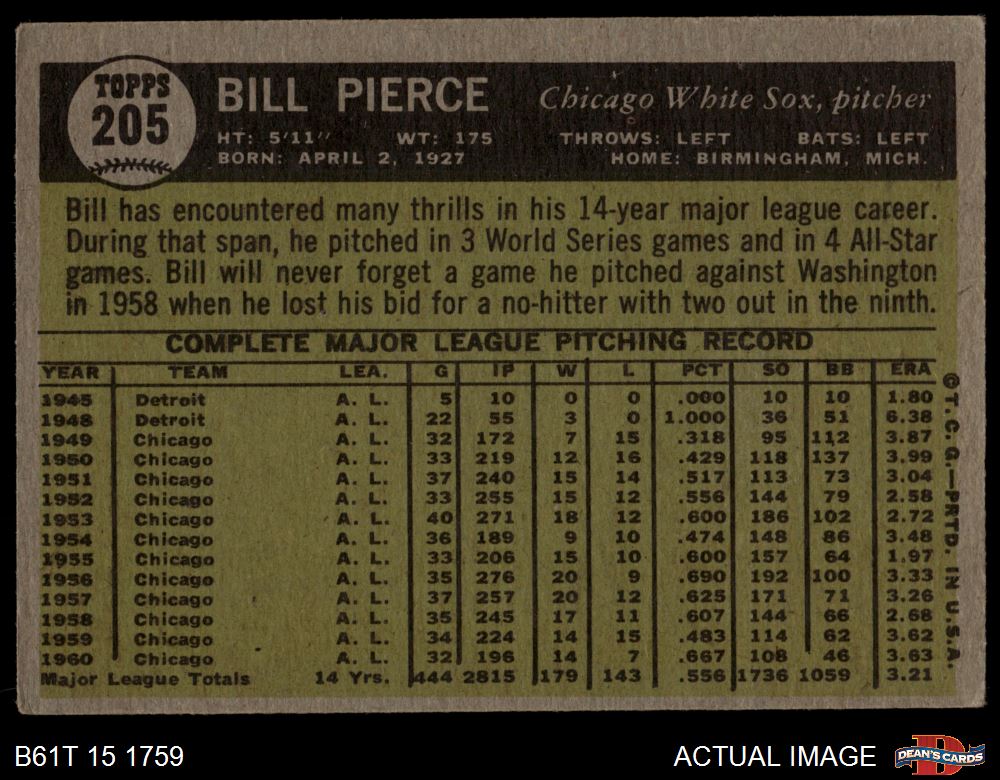 TOPPS
205
BILL PIERCE
Chicago White Sox, pitcher
HT: 5'11" WT: 175 THROWS: LEFT BATS: LEFT
BORN: APRIL 2, 1927 HOME: BIRMINGHAM, MICH.
Bill has encountered many thrills in his 14-year major league career.
During that span, he pitched in 3 World Series games and in 4 All-Star
games. Bill will never forget a game he pitched against Washington
in 1958 when he lost his bid for a no-hitter with two out in the ninth.
COMPLETE MAJOR LEAGUE PITCHING RECORD
YEAR TEAM LEA. G IP W L PCT SO BB ERA
1945 Detroit A. L. 5 10 0 0 .000 10 10 1.80
1948 Detroit A. L. 22 55 3 0 1.000 36 51 6.38
1949 Chicago A. L. 32 172 7 15 .318 95 112 3.87
1950 Chicago A. L. 33 219 12 16 .429 118 137 3.99
1951 Chicago A. L. 37 240 15 14 .517 113 73 3.04
1952 Chicago A. L. 33 255 15 12 .556 144 79 2.58
1953 Chicago A. L. 40 271 18 12 .600 186 102 2.72
1954 Chicago A. L. 36 189 9 10 .474 148 86 3.48
1955 Chicago A. L. 33 206 15 10 .600 157 64 1.97
1956 Chicago A. L. 35 276 20 9 .690 192 100 3.33
1957 Chicago A. L. 37 257 20 12 .625 171 71 3.26
1958 Chicago A. L. 35 245 17 11 .607 144 66 2.68
1959 Chicago A. L. 34 224 14 15 .483 114 62 3.62
1960 Chicago A. L. 32 196 14 7 .667 108 46 3.63
Major League Totals 14 Yrs. 444 2815 179 143 .556 1736 1059 3.21
© T. C. G.—PRTD. IN U.S.A.
B61T 15 1759
ACTUAL IMAGE
D
DEAN'S CARDS